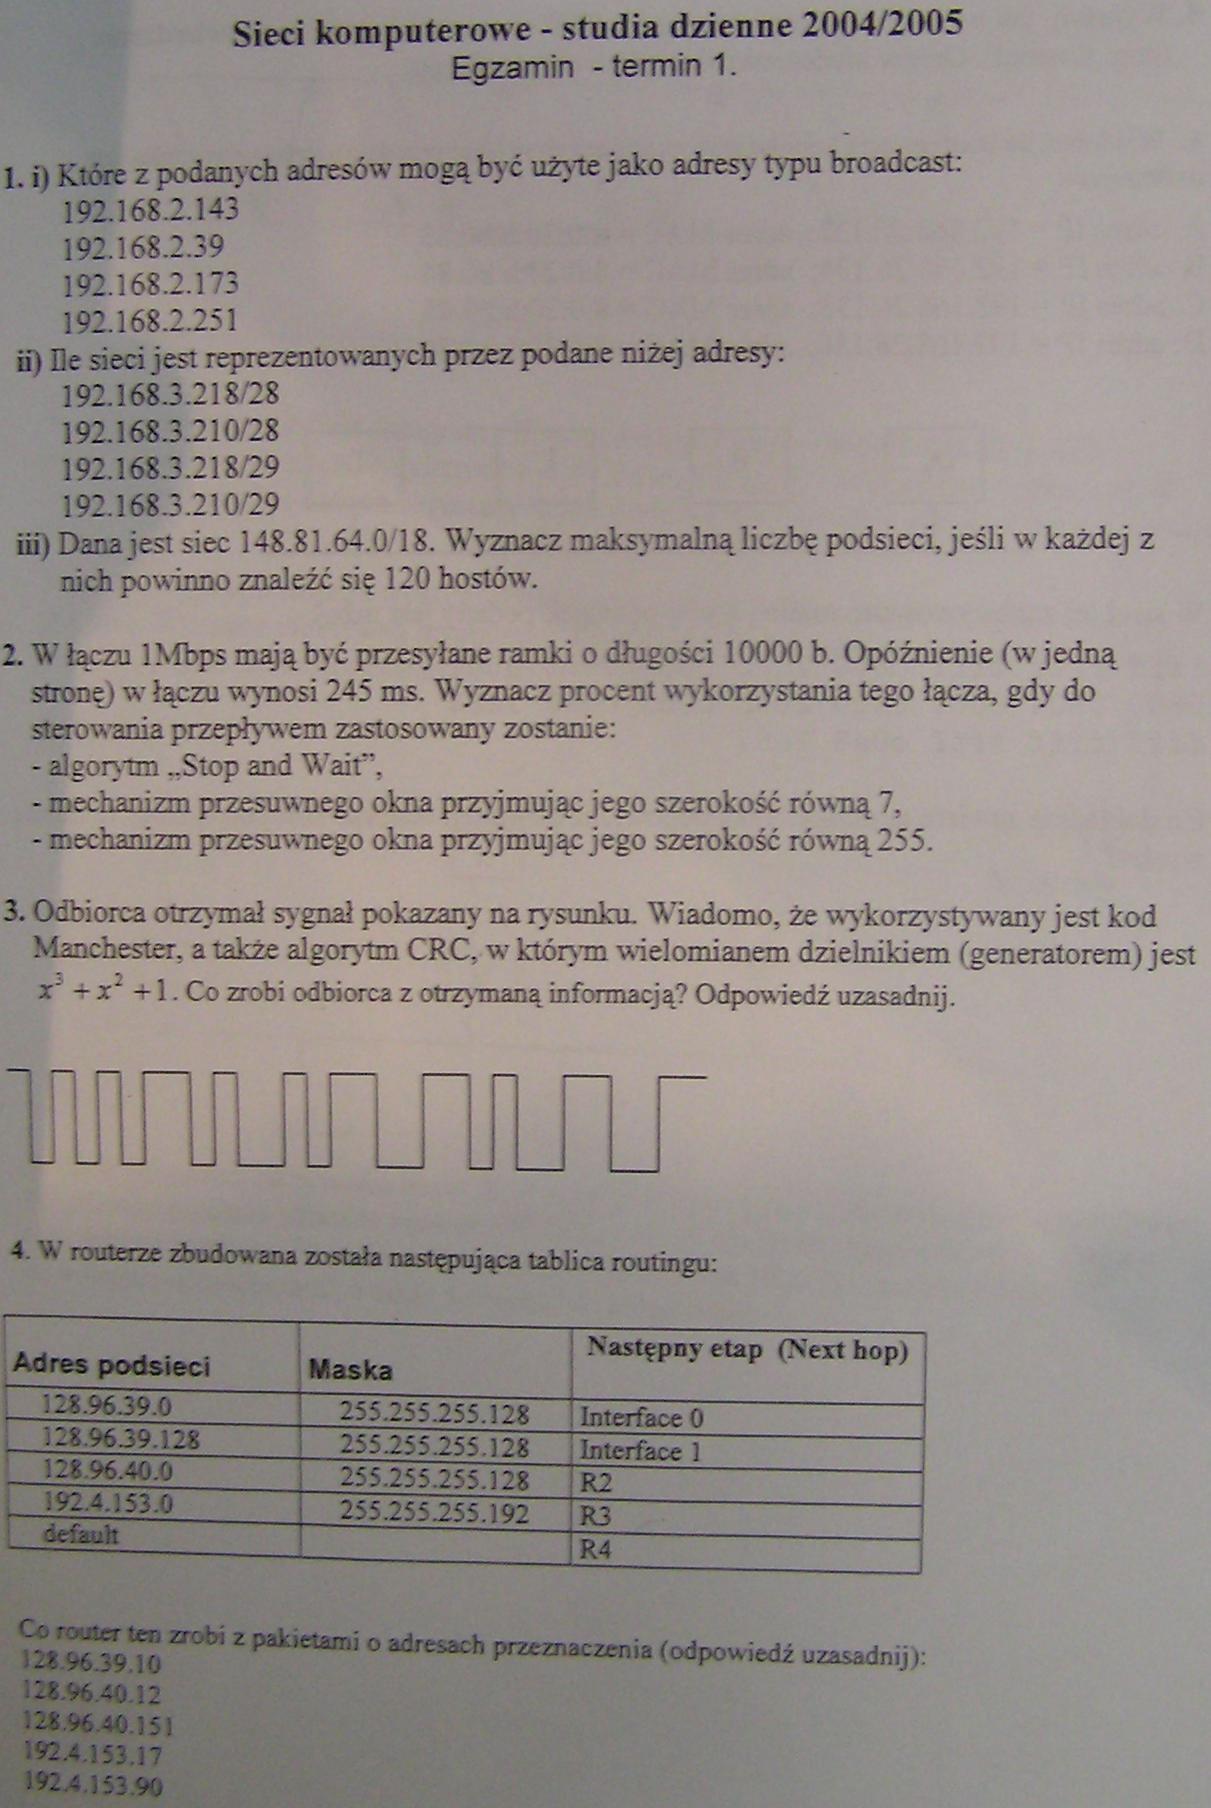 Sieci komputerowe - studia dzienne 2004/2005
Egzamin - termin 1.
1. i) Które z podanych adresów mogą być użyte jako adresy typu broadcast:
192.168.2.143
192.168.2.39
192.168.2.173
192.168.2.251
ii) Ile sieci jest reprezentowanych przez podane niżej adresy:
192.168.3.218/28
192.168.3.210/28
192.168.3.218/29
192.168.3.210/29
iii) Dana jest siec 148.81.64.0/18. Wyznacz maksymalną liczbę podsieci, jeśli w każdej z
nich powinno znaleźć się 120 hostów.
2. W łączu 1Mbps mają być przesyłane ramki o długości 10000 b. Opóźnienie (w jedną
stronę) w łączu wynosi 245 ms. Wyznacz procent wykorzystania tego łącza, gdy do
sterowania przepływem zastosowany zostanie:
- algorytm „Stop and Wait”,
- mechanizm przesuwnego okna przyjmując jego szerokość równą 7,
- mechanizm przesuwnego okna przyjmując jego szerokość równą 255.
3. Odbiorca otrzymał sygnał pokazany na rysunku. Wiadomo, że wykorzystywany jest kod
Manchester, a także algorytm CRC, w którym wielomianem dzielnikiem (generatorem) jest
x³ + x² + 1. Co zrobi odbiorca z otrzymaną informacją? Odpowiedź uzasadnij.
4. W routerze zbudowana została następująca tablica routingu:
Adres podsieci Maska Następny etap (Next hop)
128.96.39.0 255.255.255.128 Interface 0
128.96.39.128 255.255.255.128 Interface 1
128.96.40.0 255.255.255.128 R2
192.4.153.0 255.255.255.192 R3
default R4
Co router ten zrobi z pakietami o adresach przeznaczenia (odpowiedź uzasadnij):
128.96.39.10
128.96.40.12
128.96.40.151
192.4.153.17
192.4.153.90